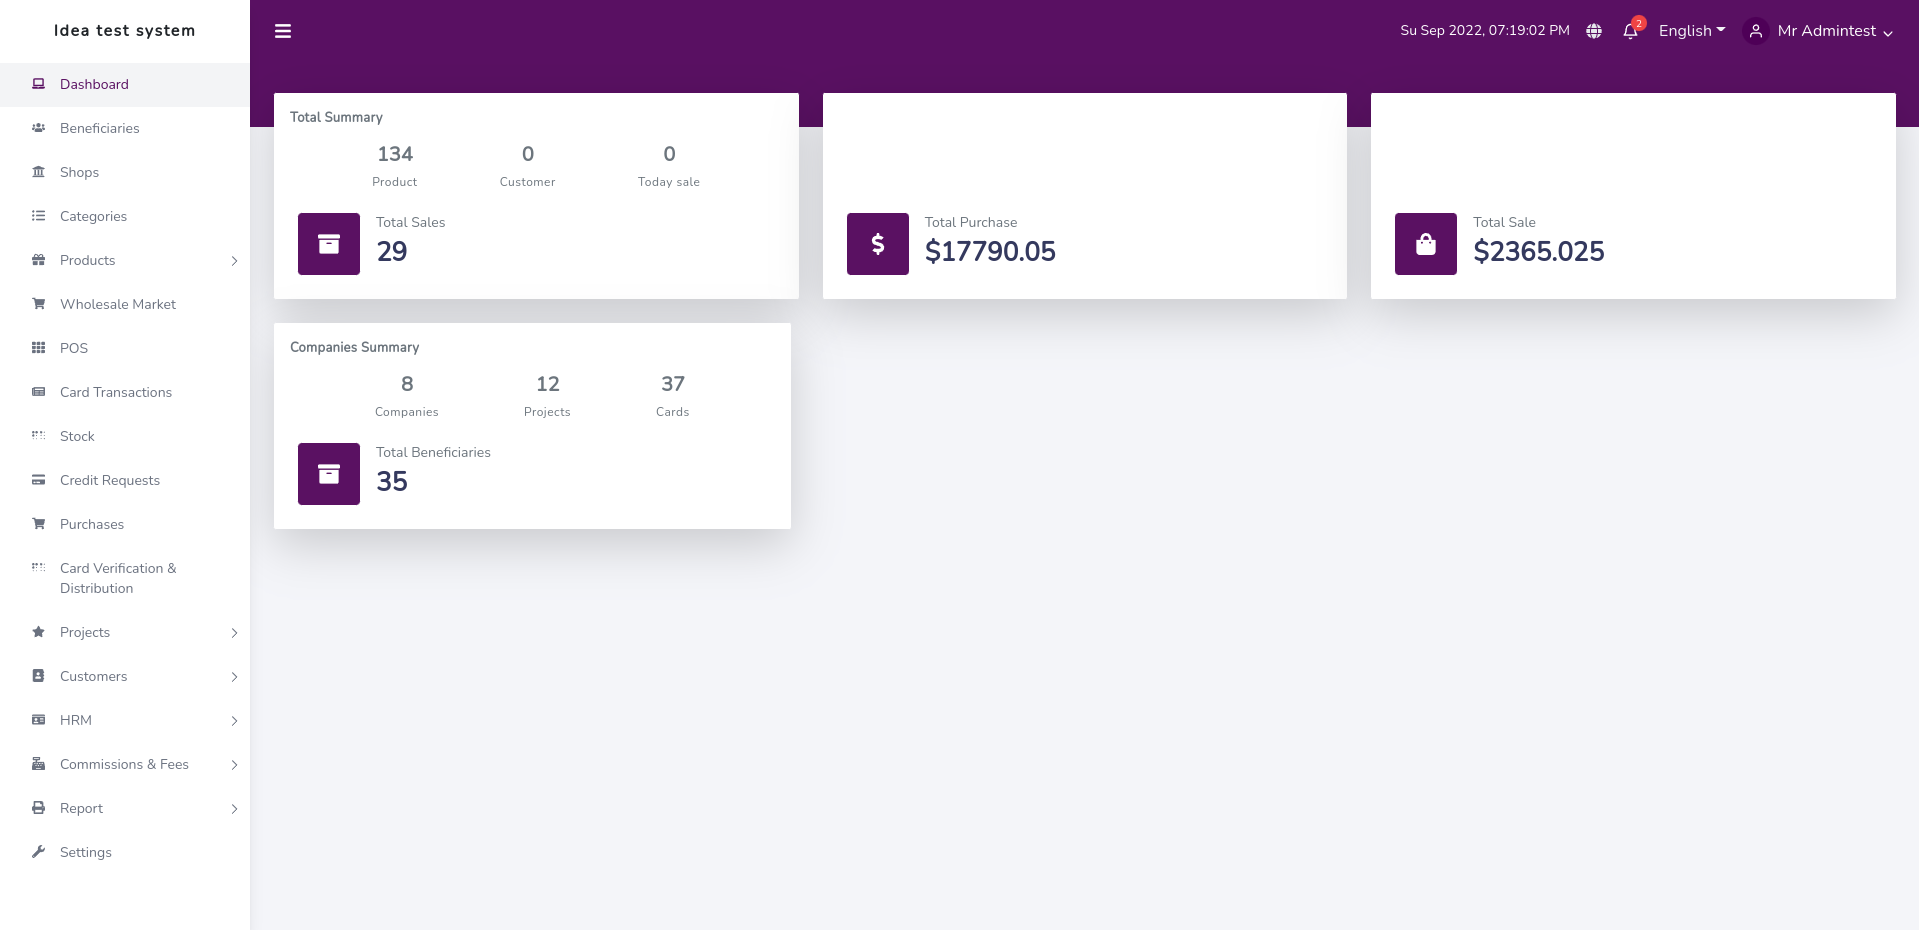 Idea test system
Su Sep 2022, 07:19:02 PM
2
English
Mr Admintest
Dashboard
Beneficiaries
Shops
Categories
Products
Wholesale Market
POS
Card Transactions
Stock
Credit Requests
Purchases
Card Verification &
Distribution
Projects
Customers
HRM
Commissions & Fees
Report
Settings
Total Summary
134 0 0
Product Customer Today sale
Total Sales
29
Total Purchase
$17790.05
Total Sale
$2365.025
Companies Summary
8 12 37
Companies Projects Cards
Total Beneficiaries
35